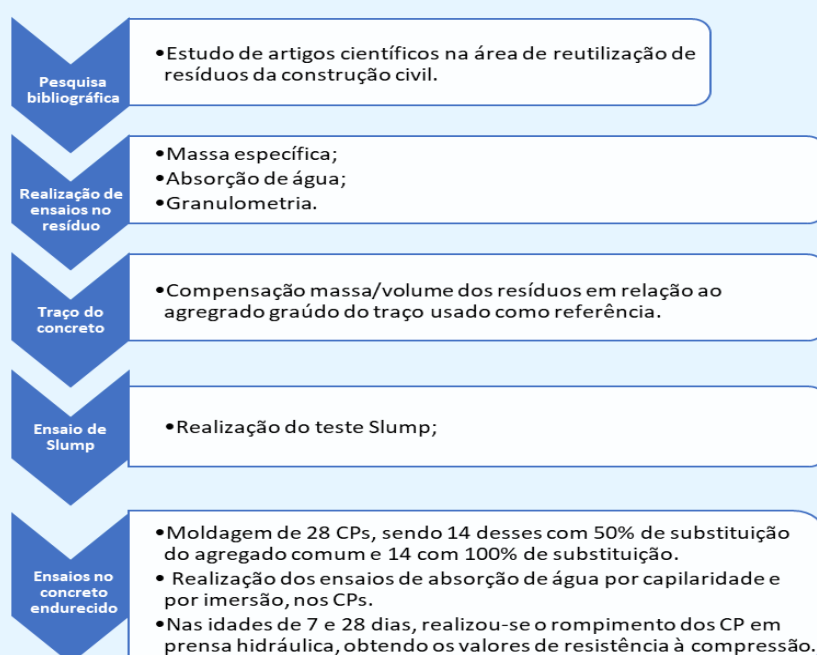 Pesquisa
bibliográfica
•Estudo de artigos científicos na área de reutilização de
resíduos da construção civil.
Realização de
ensaios no
resíduo
•Massa específica;
•Absorção de água;
•Granulometria.
Traço do
concreto
•Compensação massa/volume dos resíduos em relação ao
agregrado graúdo do traço usado como referência.
Ensaio de
Slump
•Realização do teste Slump;
Ensaios no
concreto
endurecido
•Moldagem de 28 CPs, sendo 14 desses com 50% de substituição
do agregado comum e 14 com 100% de substituição.
• Realização dos ensaios de absorção de água por capilaridade e
por imersão, nos CPs.
•Nas idades de 7 e 28 dias, realizou-se o rompimento dos CP em
prensa hidráulica, obtendo os valores de resistência à compressão.